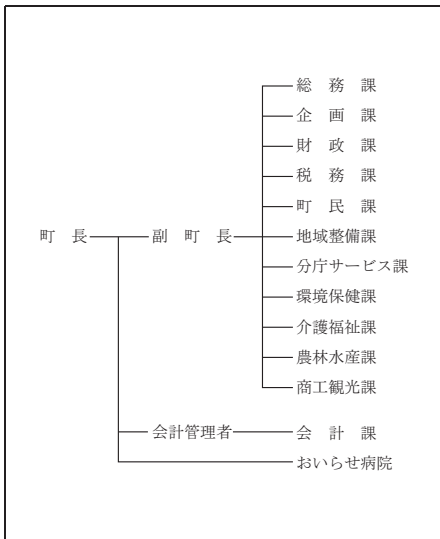 総務課
企画課
財政課
税務課
町民課
町長 副町長 地域整備課
分庁サービス課
環境保健課
介護福祉課
農林水産課
商工観光課
会計管理者 会計課
おいらせ病院